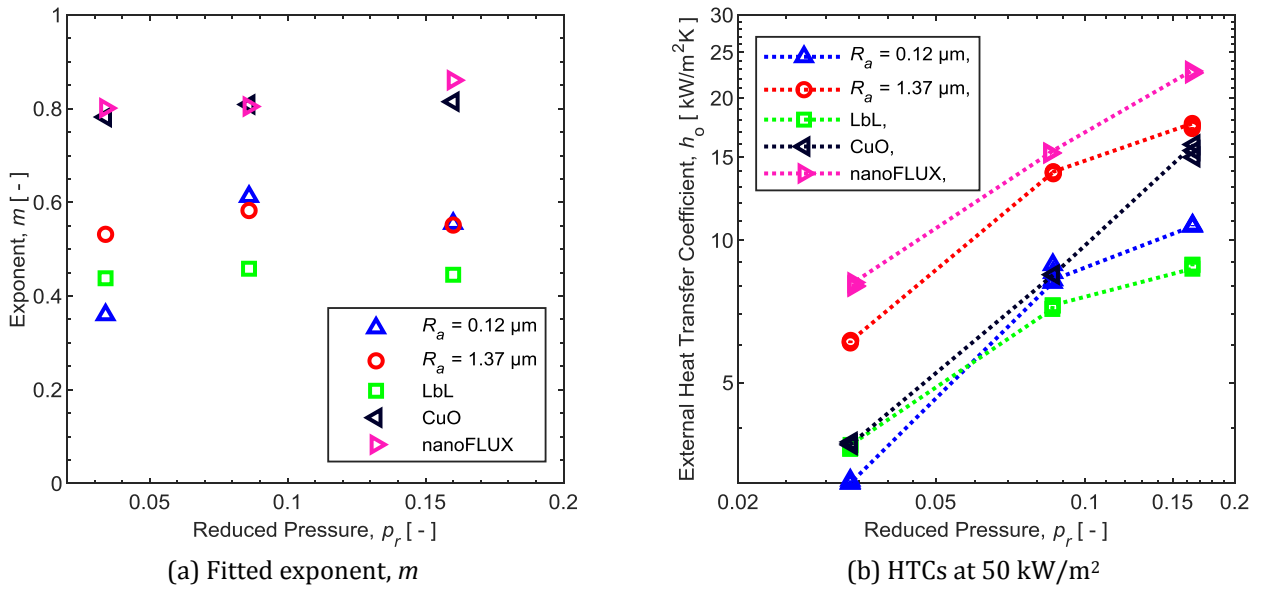 1
0.8
0.6
0.4
0.2
0
Exponent, m [ - ]
R_a = 0.12 µm
R_a = 1.37 µm
LbL
CuO
nanoFLUX
0.05 0.1 0.15 0.2
Reduced Pressure, p_r [ - ]
(a) Fitted exponent, m
30
25
20
15
10
5
External Heat Transfer Coefficient, h_o [ kW/m²K ]
R_a = 0.12 µm,
R_a = 1.37 µm,
LbL,
CuO,
nanoFLUX,
0.02 0.05 0.1 0.15 0.2
Reduced Pressure, p_r [ - ]
(b) HTCs at 50 kW/m²